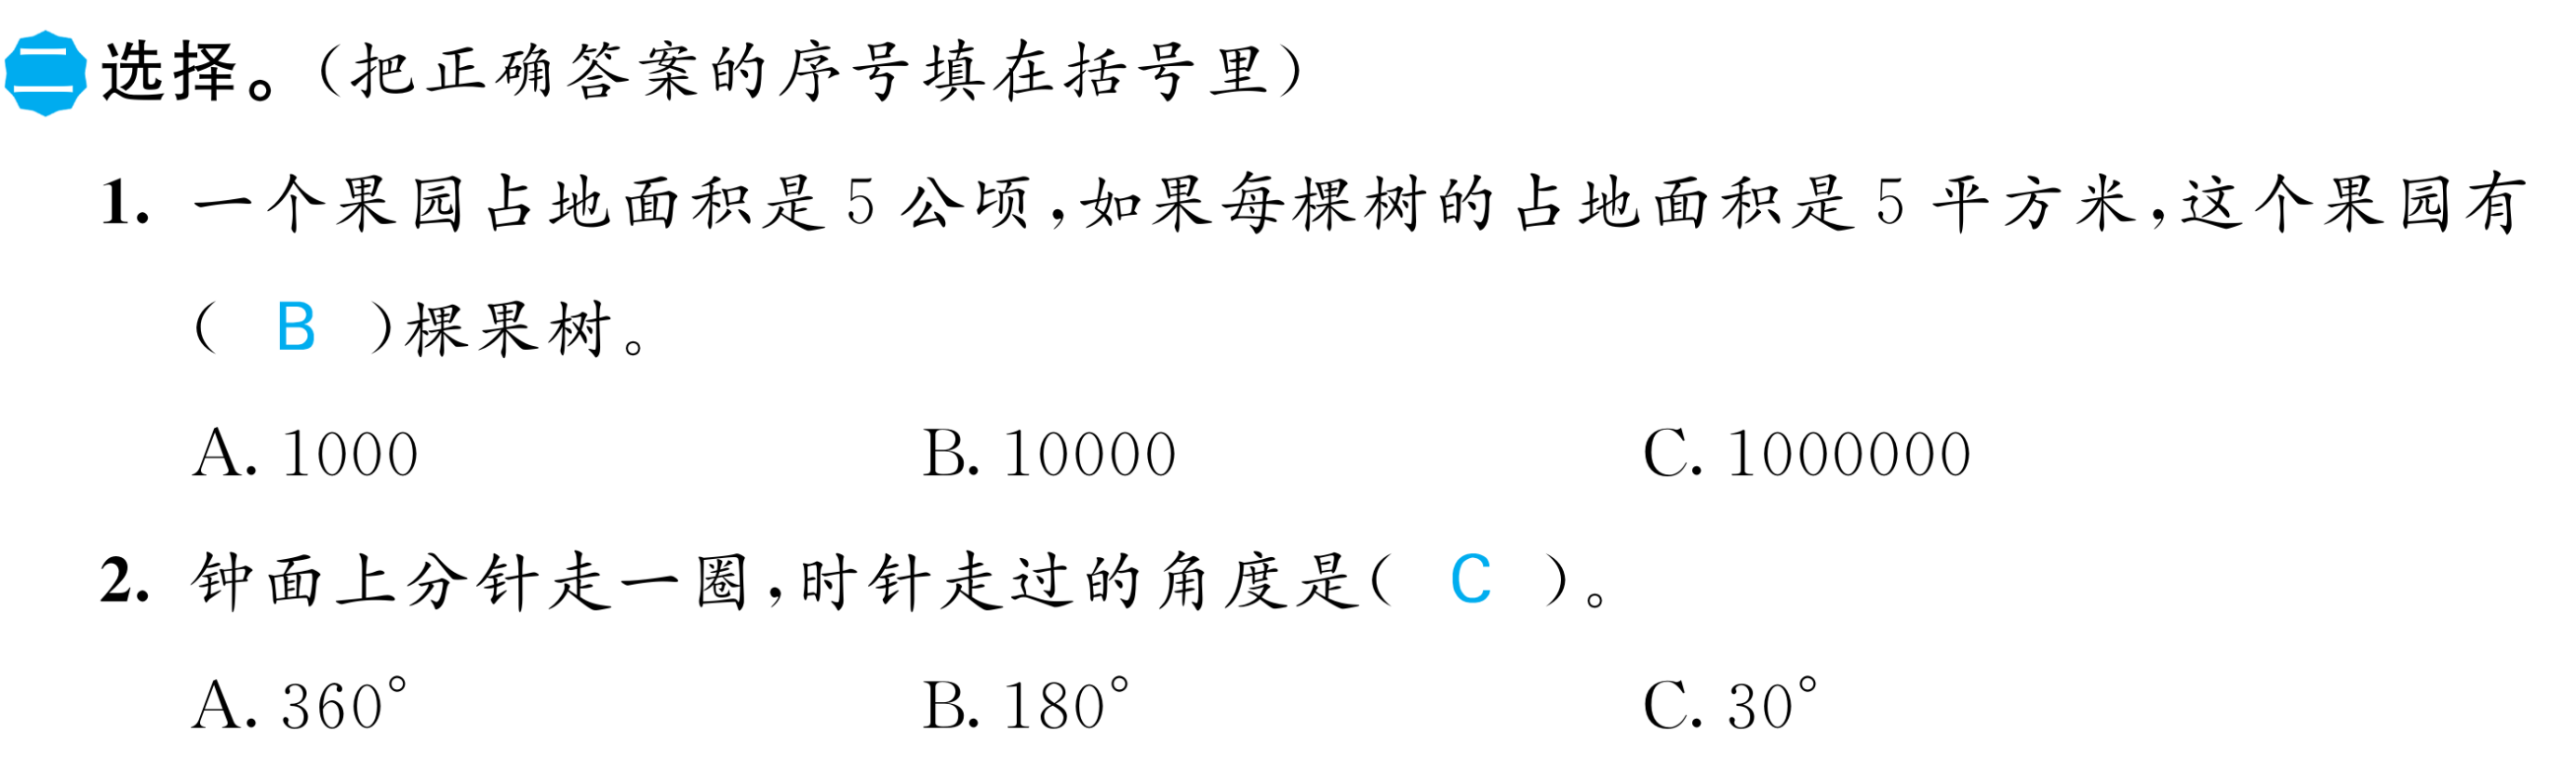 二 选择。（把正确答案的序号填在括号里）
1. 一个果园占地面积是 5 公顷,如果每棵树的占地面积是 5 平方米,这个果园有
（ B ）棵果树。
A. 1000 B. 10000 C. 1000000
2. 钟面上分针走一圈,时针走过的角度是（ C ）。
A. 360° B. 180° C. 30°